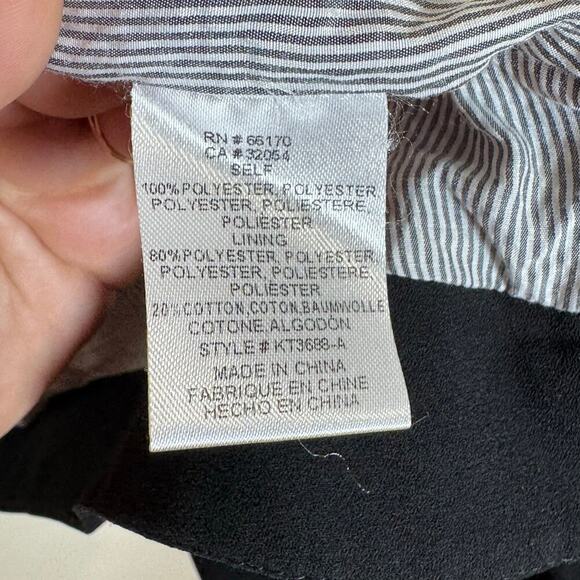 RN # 66170
CA # 32054
SELF
100% POLYESTER, POLYESTER,
POLYESTER, POLIESTERE,
POLIESTER
LINING
80% POLYESTER, POLYESTER,
POLYESTER, POLIESTERE,
POLIESTER
20% COTTON, COTON, BAUMWOLLE
COTONE, ALGODON
STYLE # KT3688-A
MADE IN CHINA
FABRIQUE EN CHINE
HECHO EN CHINA